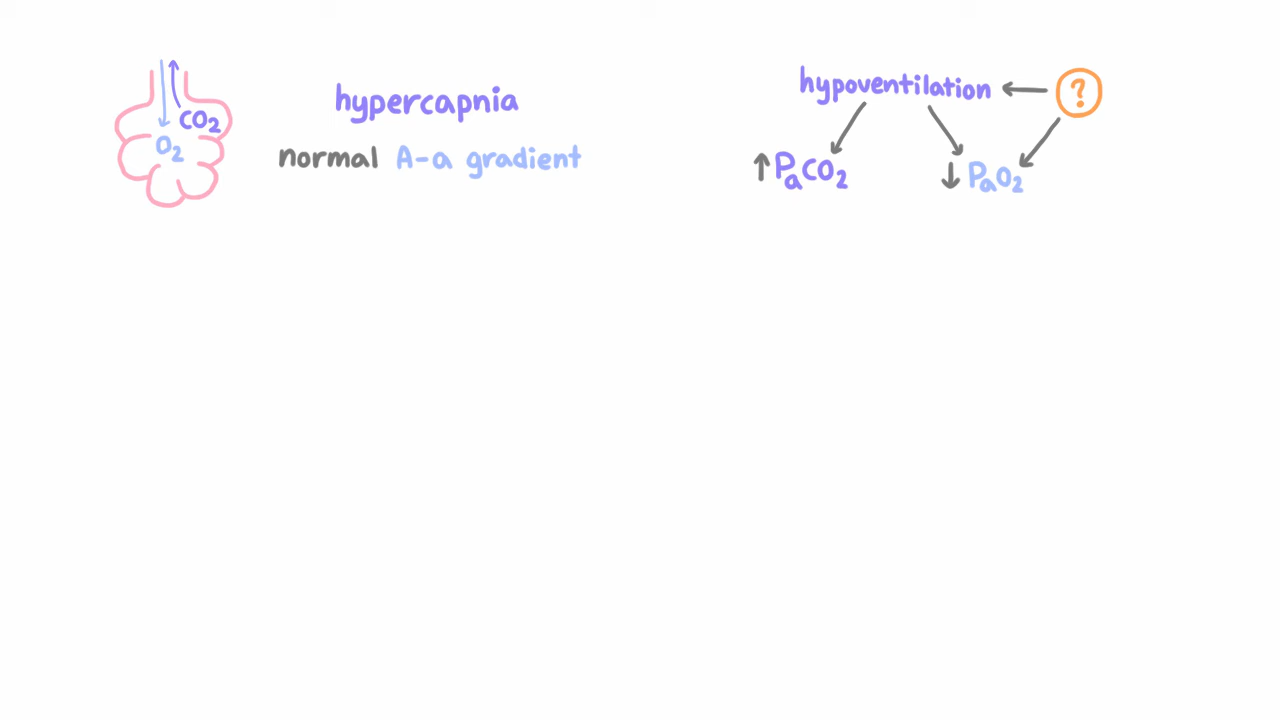 CO2
O2
hypercapnia
normal A-a gradient
hypoventilation ← ?
↑PaCO2
↓PaO2